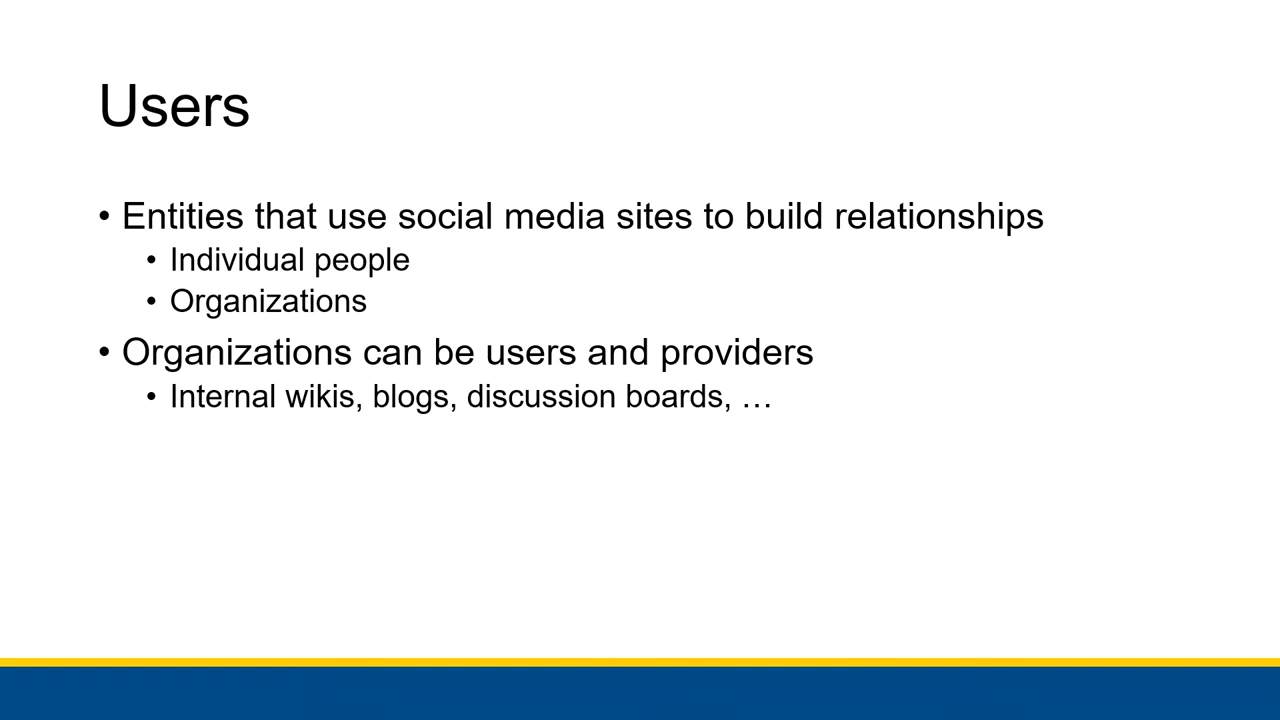 Users
• Entities that use social media sites to build relationships
• Individual people
• Organizations
• Organizations can be users and providers
• Internal wikis, blogs, discussion boards, …